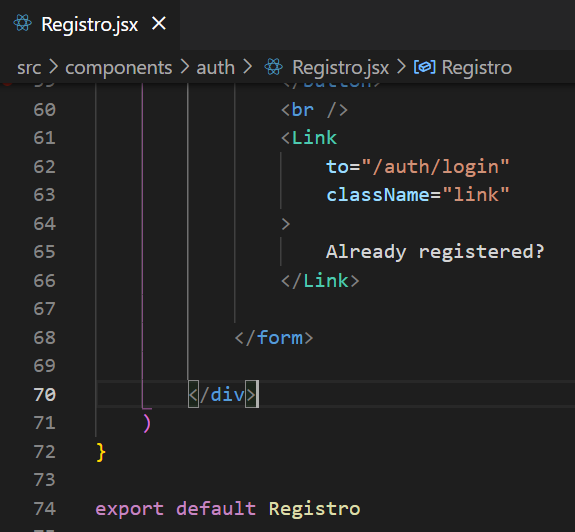 Registro.jsx
src > components > auth > Registro.jsx > Registro
59 </button>
60 <br />
61 <Link
62 to="/auth/login"
63 className="link"
64 >
65 Already registered?
66 </Link>
67
68 </form>
69
70 </div>
71 )
72 }
73
74 export default Registro